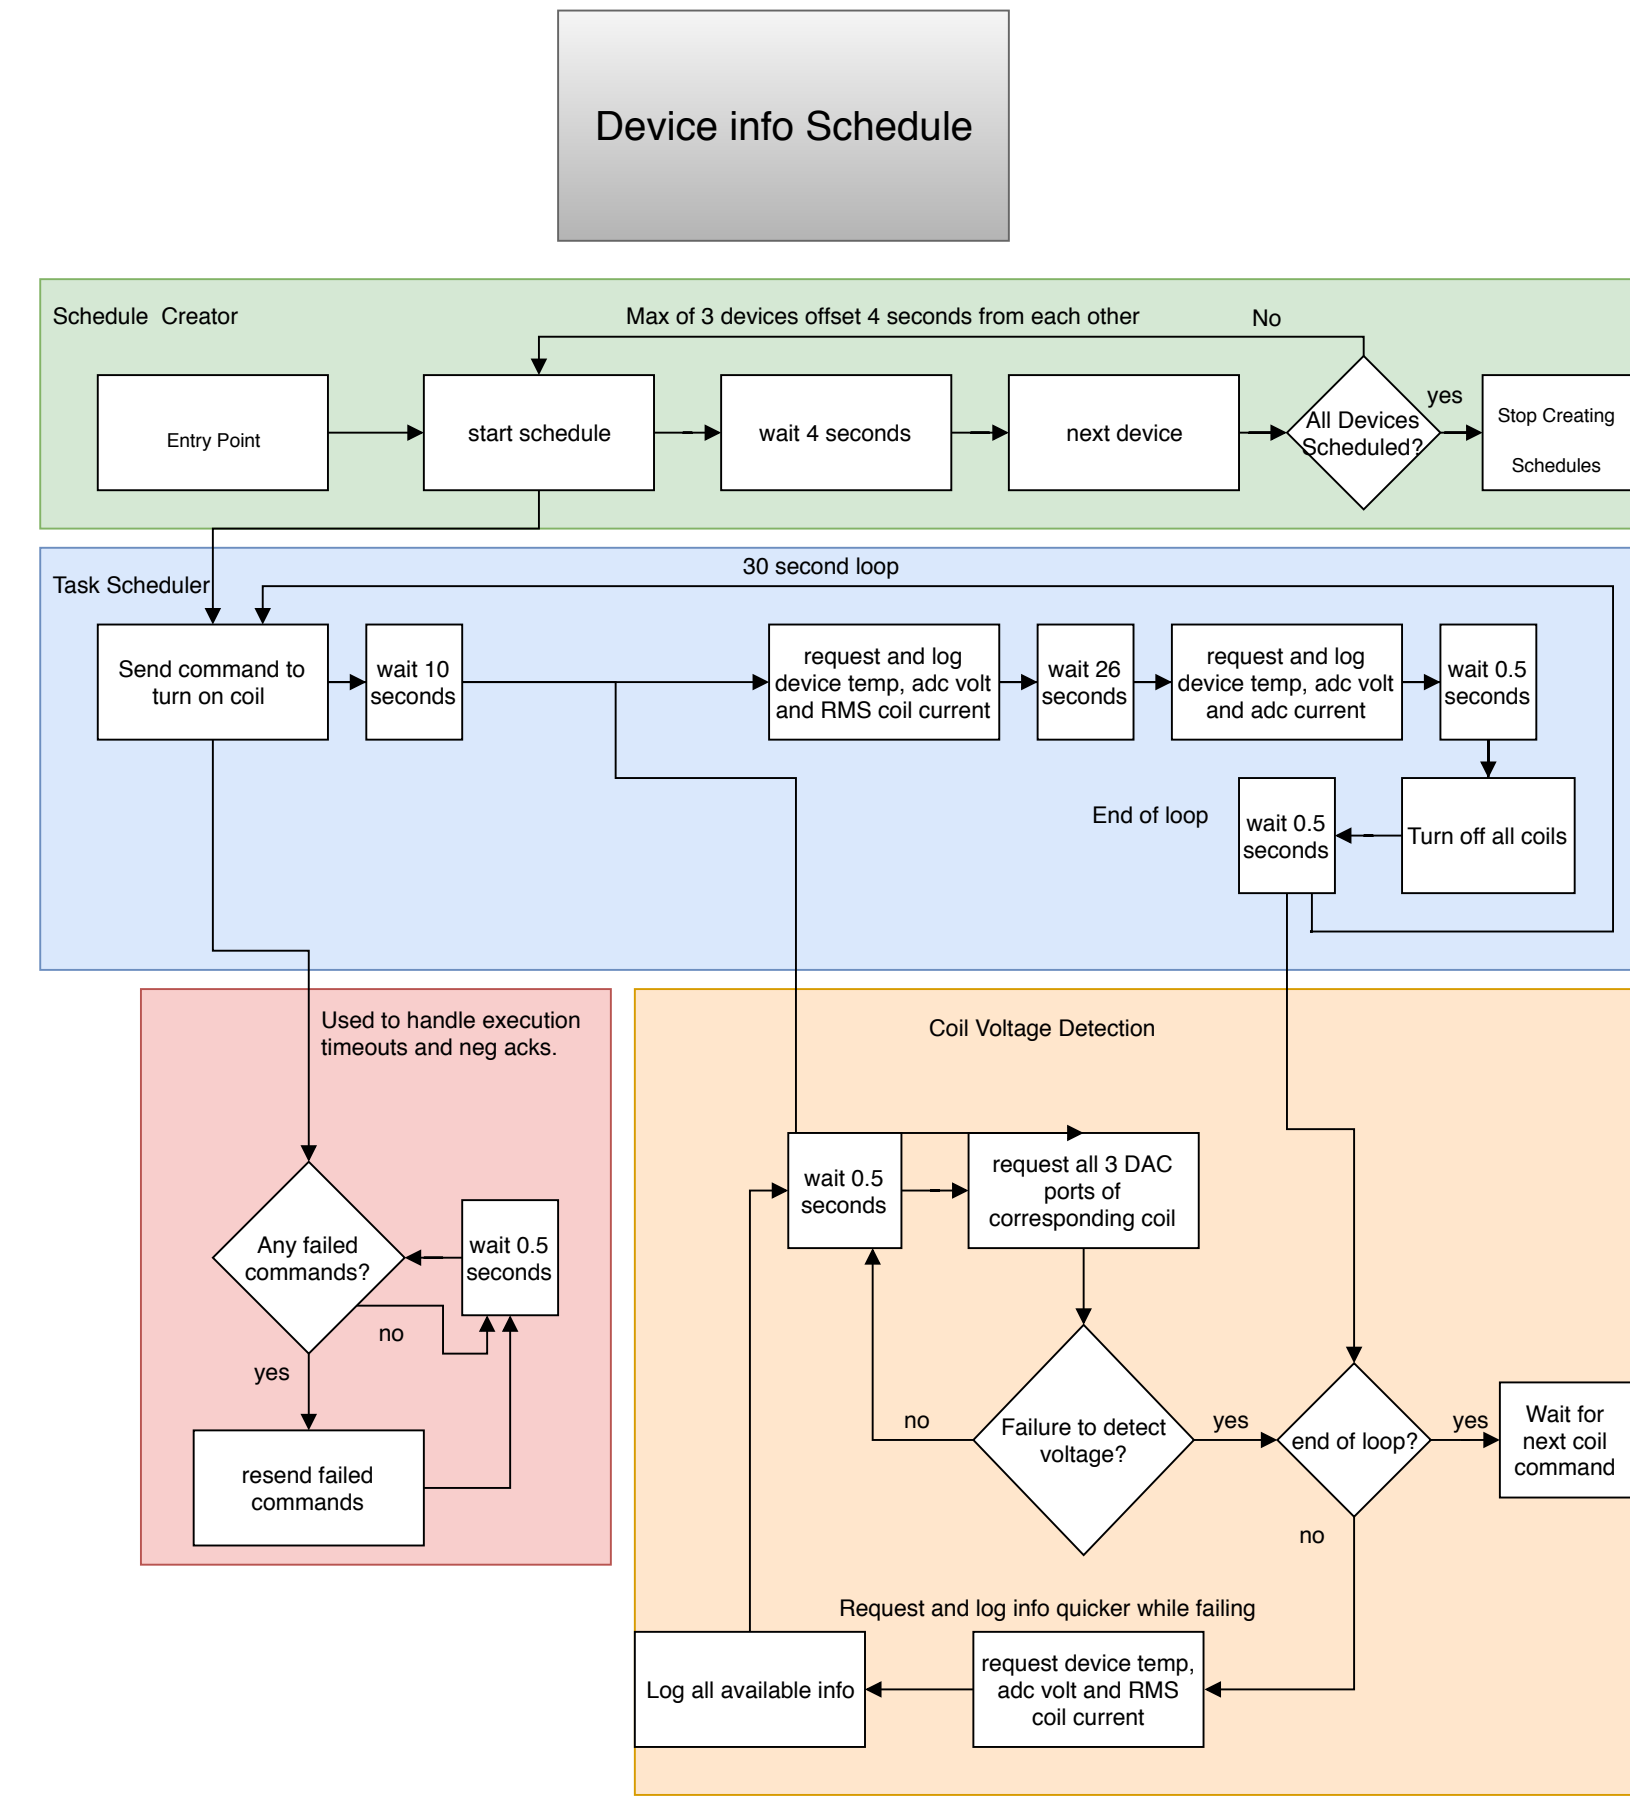 Device info Schedule
Schedule  Creator
Max of 3 devices offset 4 seconds from each other
No
Entry Point
start schedule
wait 4 seconds
next device
All Devices
Scheduled?
yes
Stop Creating
Schedules
30 second loop
Task Scheduler
Send command to
turn on coil
wait 10
seconds
request and log
device temp, adc volt
and RMS coil current
wait 26
seconds
request and log
device temp, adc volt
and adc current
wait 0.5
seconds
End of loop
wait 0.5
seconds
Turn off all coils
Used to handle execution
timeouts and neg acks.
Any failed
commands?
wait 0.5
seconds
no
yes
resend failed
commands
Coil Voltage Detection
wait 0.5
seconds
request all 3 DAC
ports of
corresponding coil
no
Failure to detect
voltage?
yes
end of loop?
yes
Wait for
next coil
command
no
Request and log info quicker while failing
Log all available info
request device temp,
adc volt and RMS
coil current